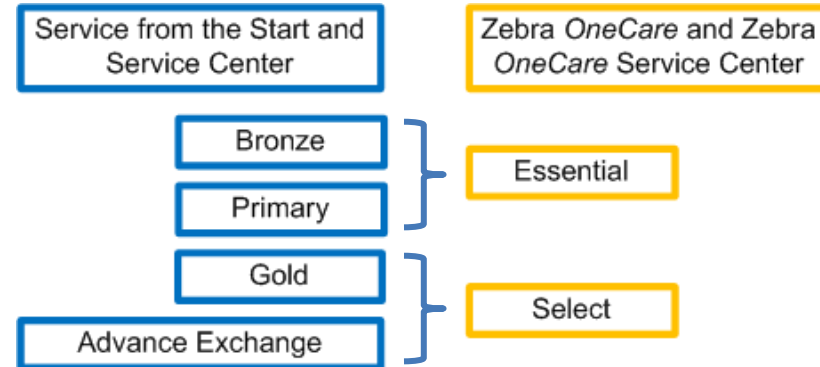 Service from the Start and
Service Center
Zebra OneCare and Zebra
OneCare Service Center
Bronze
Primary
Essential
Gold
Advance Exchange
Select